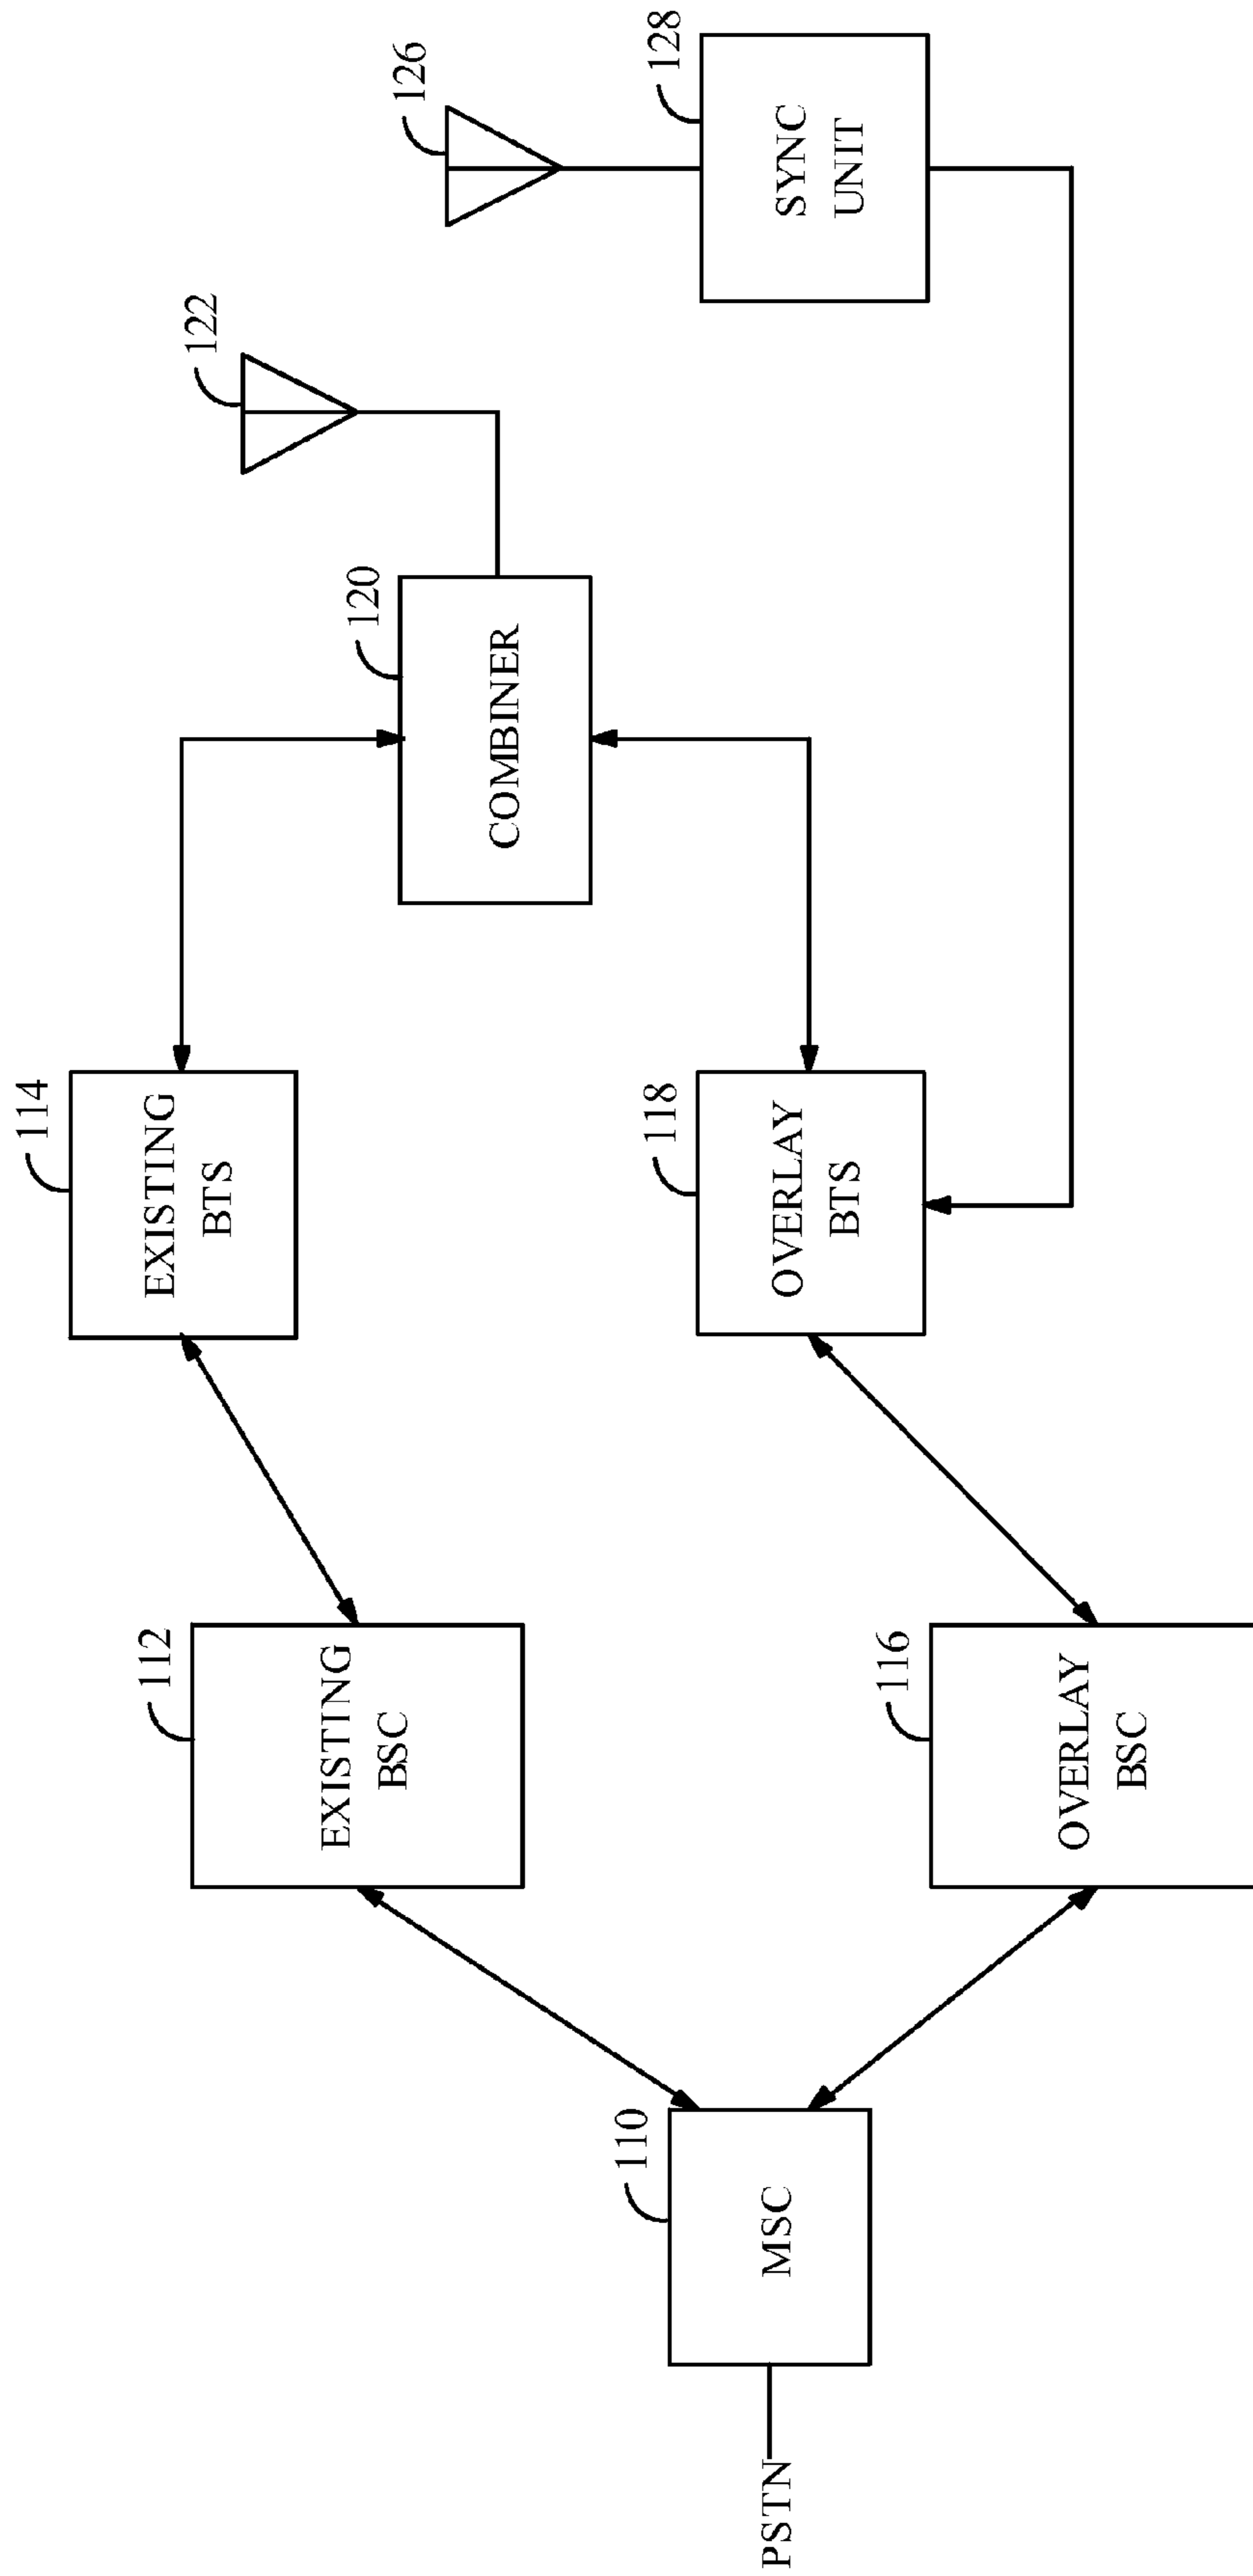 PSTN
110
MSC
112
EXISTING
BSC
114
EXISTING
BTS
116
OVERLAY
BSC
118
OVERLAY
BTS
120
COMBINER
122
126
128
SYNC
UNIT